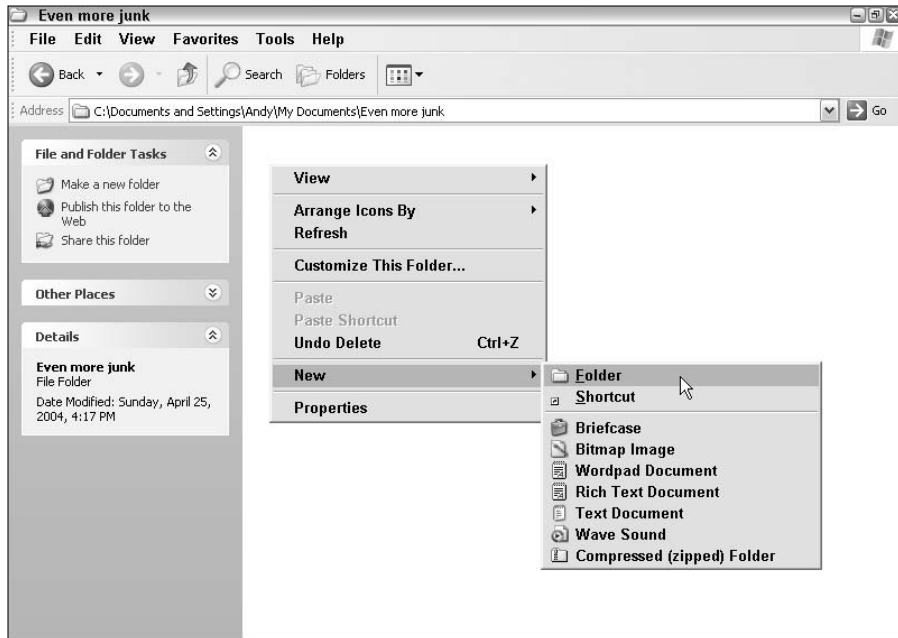 Even more junk
File Edit View Favorites Tools Help
Back Search Folders
Address C:\Documents and Settings\Andy\My Documents\Even more junk Go
File and Folder Tasks
Make a new folder
Publish this folder to the
Web
Share this folder
Other Places
Details
Even more junk
File Folder
Date Modified: Sunday, April 25,
2004, 4:17 PM
View
Arrange Icons By
Refresh
Customize This Folder...
Paste
Paste Shortcut
Undo Delete Ctrl+Z
New
Properties
Folder
Shortcut
Briefcase
Bitmap Image
Wordpad Document
Rich Text Document
Text Document
Wave Sound
Compressed (zipped) Folder